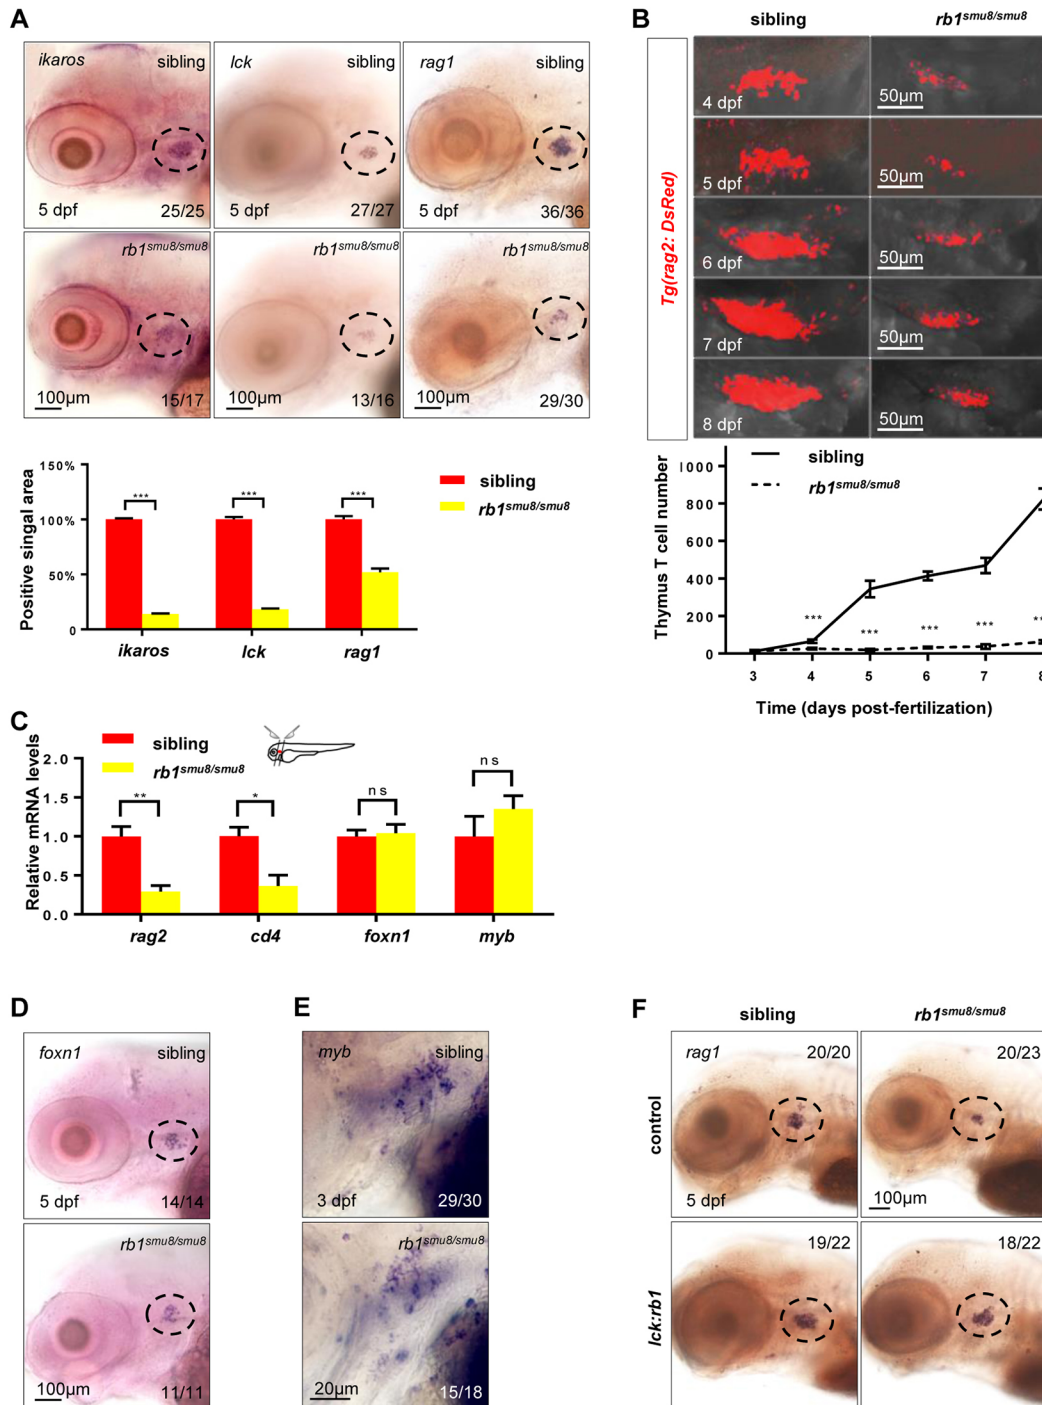 A
ikaros
sibling
5 dpf
25/25
lck
sibling
5 dpf
27/27
rag1
sibling
5 dpf
36/36
rb1smu8/smu8
100μm
15/17
rb1smu8/smu8
100μm
13/16
rb1smu8/smu8
100μm
29/30
Positive singal area
150%
100%
50%
0
***
***
***
ikaros
lck
rag1
sibling
rb1smu8/smu8
B
sibling
rb1smu8/smu8
Tg(rag2: DsRed)
4 dpf
50μm
5 dpf
50μm
6 dpf
50μm
7 dpf
50μm
8 dpf
50μm
sibling
rb1smu8/smu8
Thymus T cell number
1000
800
600
400
200
0
***
***
***
***
3
4
5
6
7
8
Time (days post-fertilization)
C
sibling
rb1smu8/smu8
Relative mRNA levels
2.0
1.5
1.0
0.5
0.0
**
*
ns
ns
rag2
cd4
foxn1
myb
D
foxn1
sibling
5 dpf
14/14
rb1smu8/smu8
100μm
11/11
E
myb
sibling
3 dpf
29/30
rb1smu8/smu8
20μm
15/18
F
sibling
rb1smu8/smu8
control
rag1
20/20
5 dpf
20/23
100μm
lck:rb1
19/22
18/22